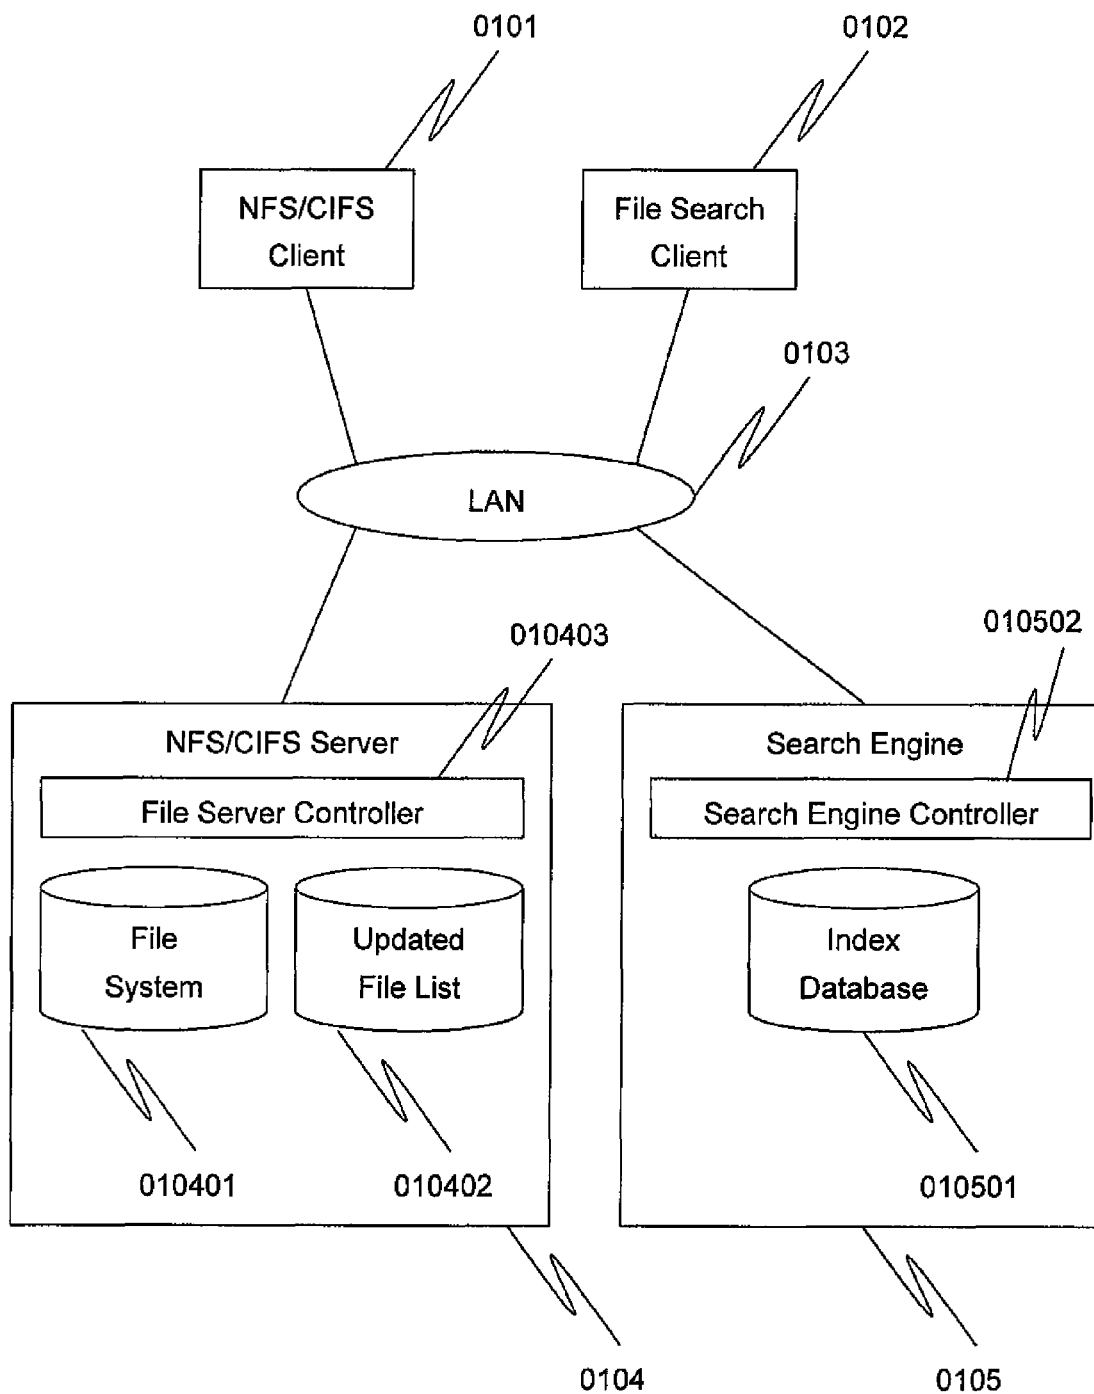 0101
0102
NFS/CIFS
Client
File Search
Client
0103
LAN
010403
010502
NFS/CIFS Server
Search Engine
File Server Controller
Search Engine Controller
File
System
Updated
File List
Index
Database
010401
010402
010501
0104
0105